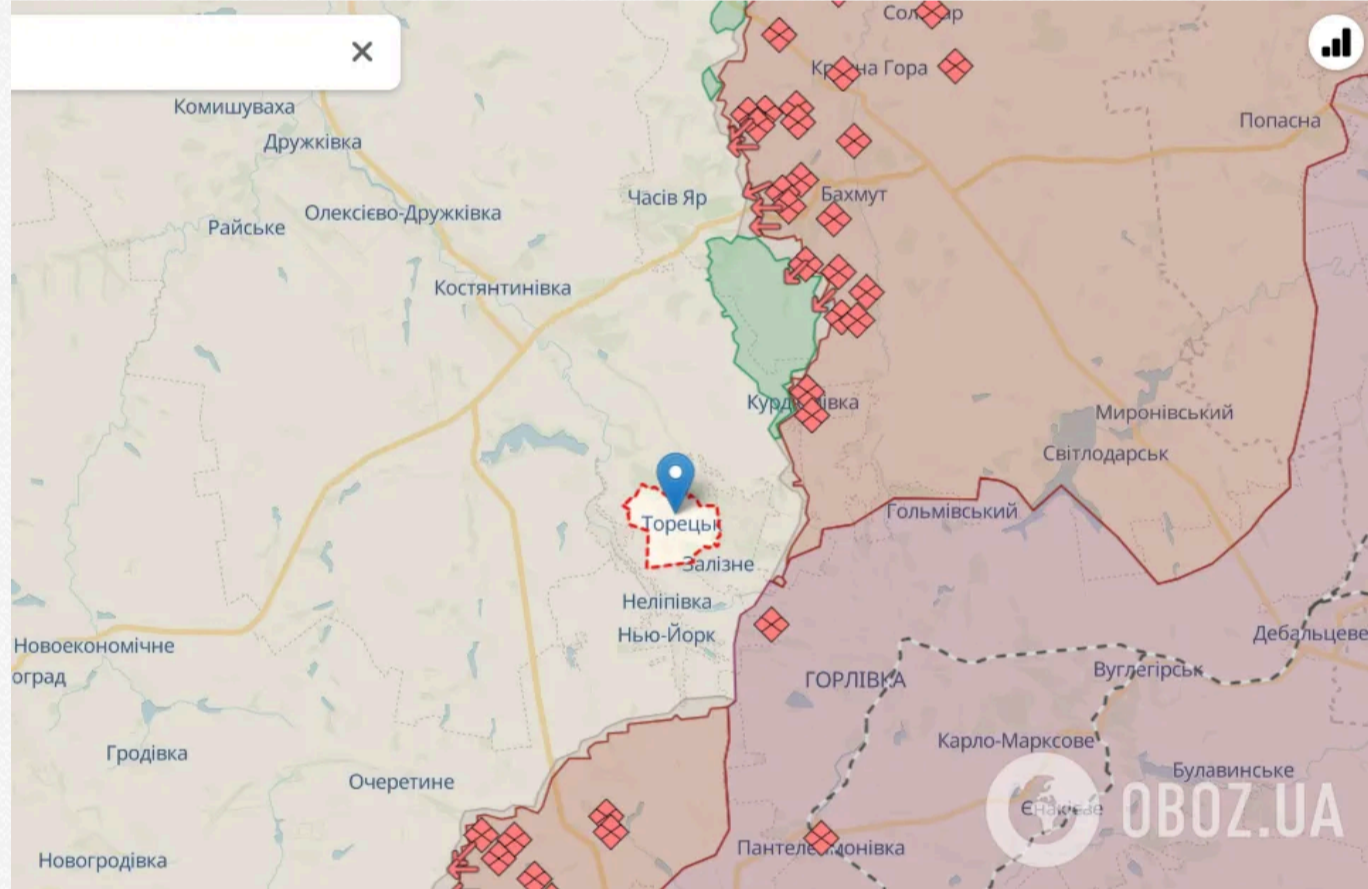 Соледар
Красна Гора
Комишуваха
Попасна
Дружківка
Часів Яр
Бахмут
Олексієво-Дружківка
Райське
Костянтинівка
Курдюмівка
Миронівський
Світлодарськ
Гольмівський
Торецьк
Залізне
Неліпівка
Нью-Йорк
Дебальцеве
Новоекономічне
оград
Вуглегірськ
ГОРЛІВКА
Карло-Марксове
Гродівка
Булавинське
Очеретине
Єнакієве
OBOZ.UA
Пантелеймонівка
Новогродівка